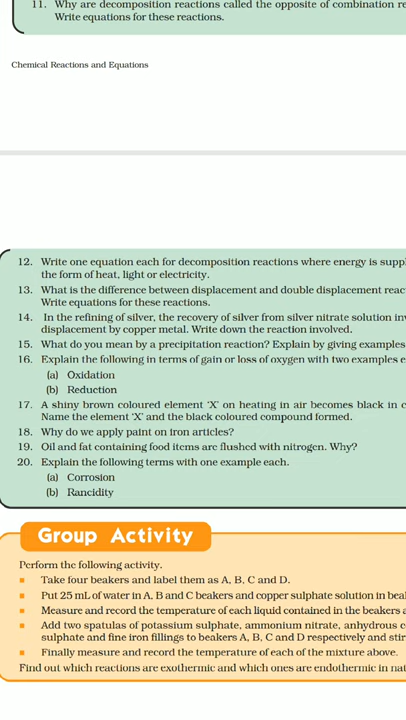 11. Why are decomposition reactions called the opposite of combination
Write equations for these reactions.
Chemical Reactions and Equations
12. Write one equation each for decomposition reactions where energy is
the form of heat, light or electricity.
13. What is the difference between displacement and double displacement
Write equations for these reactions.
14. In the refining of silver, the recovery of silver from silver nitrate solution
displacement by copper metal. Write down the reaction involved.
15. What do you mean by a precipitation reaction? Explain by giving examples
16. Explain the following in terms of gain or loss of oxygen with two examples
(a) Oxidation
(b) Reduction
17. A shiny brown coloured element 'X' on heating in air becomes black in
Name the element 'X' and the black coloured compound formed.
18. Why do we apply paint on iron articles?
19. Oil and fat containing food items are flushed with nitrogen. Why?
20. Explain the following terms with one example each.
(a) Corrosion
(b) Rancidity
Group Activity
Perform the following activity.
■ Take four beakers and label them as A, B, C and D.
■ Put 25 mL of water in A, B and C beakers and copper sulphate solution in
■ Measure and record the temperature of each liquid contained in the beakers
■ Add two spatulas of potassium sulphate, ammonium nitrate, anhydrous
sulphate and fine iron fillings to beakers A, B, C and D respectively and stir
■ Finally measure and record the temperature of each of the mixture above.
Find out which reactions are exothermic and which ones are endothermic in